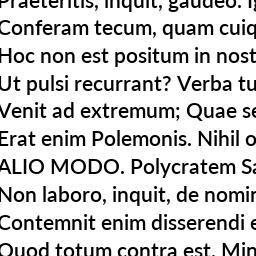 Praeteritis, inquit, gaudeo.
Conferam tecum, quam cuiq
Hoc non est positum in nost
Ut pulsi recurrant? Verba tu
Venit ad extremum; Quae se
Erat enim Polemonis. Nihil o
ALIO MODO. Polycratem Sa
Non laboro, inquit, de nomin
Contemnit enim disserendi e
Quod totum contra est. Min